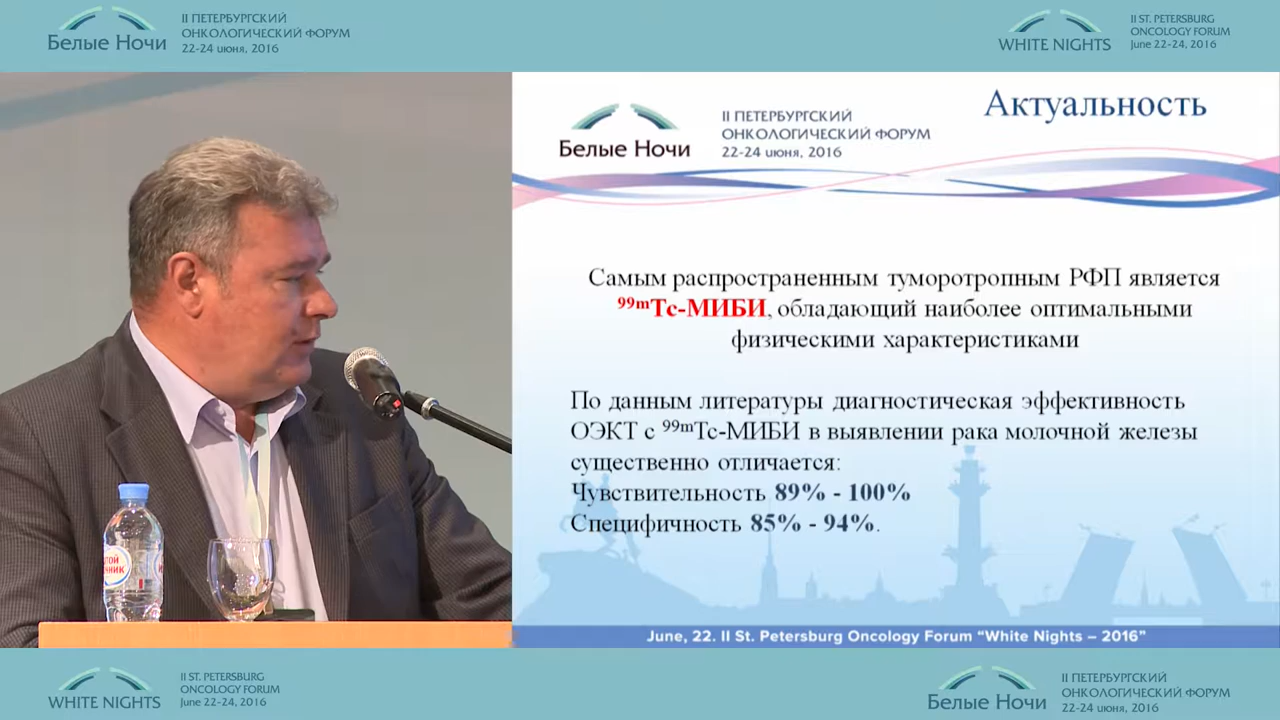 Белые Ночи
II ПЕТЕРБУРГСКИЙ
ОНКОЛОГИЧЕСКИЙ ФОРУМ
22-24 июня, 2016
WHITE NIGHTS
II ST. PETERSBURG
ONCOLOGY FORUM
June 22-24, 2016
Актуальность
Белые Ночи
II ПЕТЕРБУРГСКИЙ
ОНКОЛОГИЧЕСКИЙ ФОРУМ
22-24 июня, 2016
Самым распространенным туморотропным РФП является
99mТс-МИБИ, обладающий наиболее оптимальными
физическими характеристиками
По данным литературы диагностическая эффективность
ОЭКТ с 99mТс-МИБИ в выявлении рака молочной железы
существенно отличается:
Чувствительность 89% - 100%
Специфичность 85% - 94%.
June, 22. II St. Petersburg Oncology Forum “White Nights – 2016”
WHITE NIGHTS
II ST. PETERSBURG
ONCOLOGY FORUM
June 22-24, 2016
Белые Ночи
II ПЕТЕРБУРГСКИЙ
ОНКОЛОГИЧЕСКИЙ ФОРУМ
22-24 июня, 2016